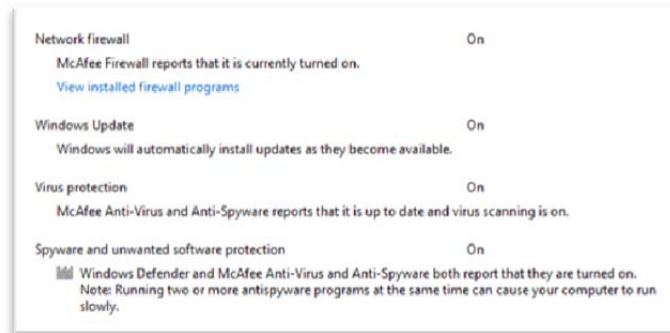 Network firewall On
McAfee Firewall reports that it is currently turned on.
View installed firewall programs
Windows Update On
Windows will automatically install updates as they become available.
Virus protection On
McAfee Anti-Virus and Anti-Spyware reports that it is up to date and virus scanning is on.
Spyware and unwanted software protection On
Windows Defender and McAfee Anti-Virus and Anti-Spyware both report that they are turned on.
Note: Running two or more antispyware programs at the same time can cause your computer to run
slowly.